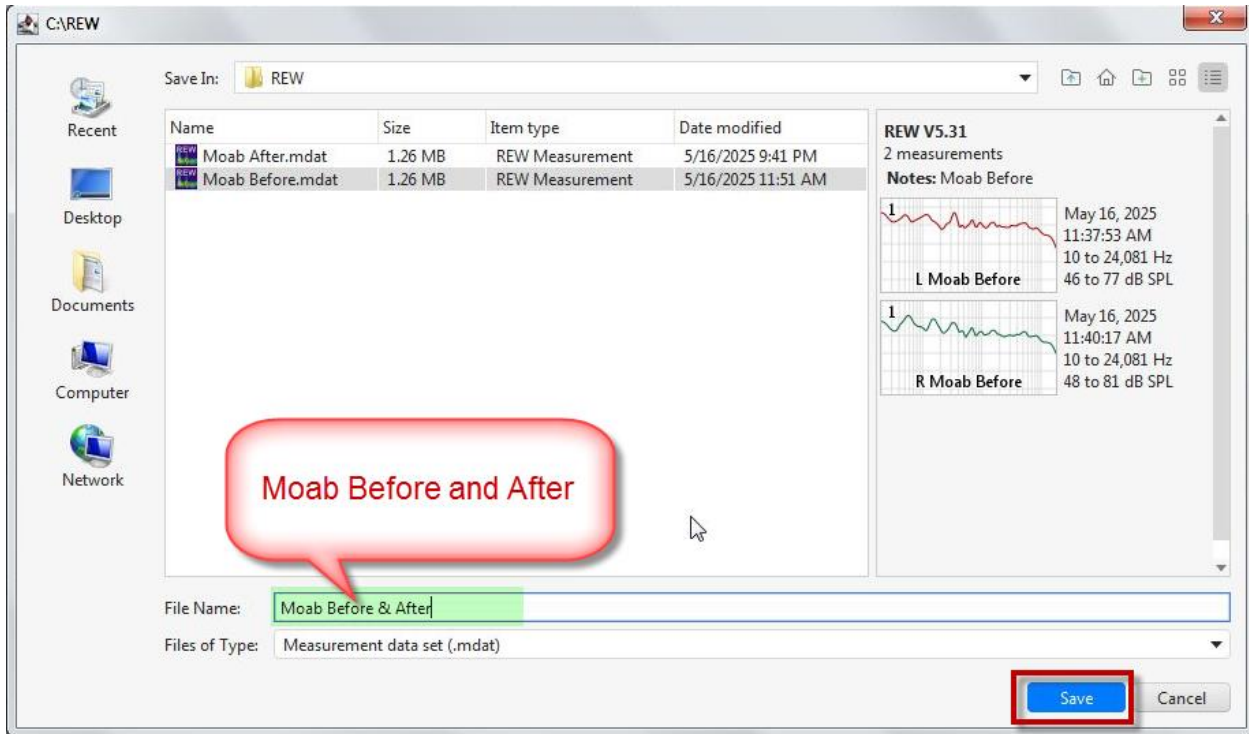 C:\REW
Save In: REW
Recent
Desktop
Documents
Computer
Network
Name Size Item type Date modified
REW Moab After.mdat 1.26 MB REW Measurement 5/16/2025 9:41 PM
REW Moab Before.mdat 1.26 MB REW Measurement 5/16/2025 11:51 AM
REW V5.31
2 measurements
Notes: Moab Before
1
L Moab Before
May 16, 2025
11:37:53 AM
10 to 24,081 Hz
46 to 77 dB SPL
1
R Moab Before
May 16, 2025
11:40:17 AM
10 to 24,081 Hz
48 to 81 dB SPL
Moab Before and After
File Name: Moab Before & After
Files of Type: Measurement data set (.mdat)
Save Cancel